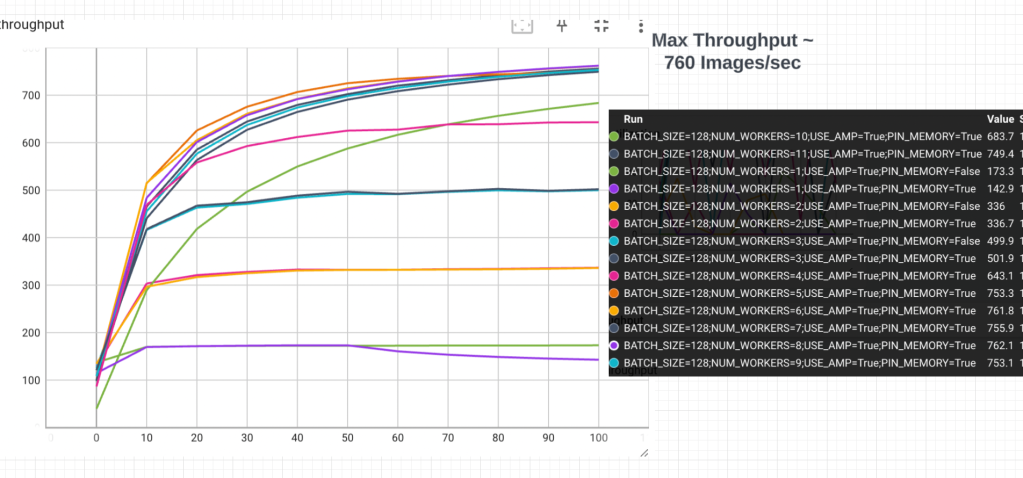 throughput
Max Throughput ~
760 Images/sec
700
600
500
400
300
200
100
0 10 20 30 40 50 60 70 80 90 100
Run Value
BATCH_SIZE=128;NUM_WORKERS=10;USE_AMP=True;PIN_MEMORY=True 683.7
BATCH_SIZE=128;NUM_WORKERS=11;USE_AMP=True;PIN_MEMORY=True 749.4
BATCH_SIZE=128;NUM_WORKERS=1;USE_AMP=True;PIN_MEMORY=False 173.3
BATCH_SIZE=128;NUM_WORKERS=1;USE_AMP=True;PIN_MEMORY=True 142.9
BATCH_SIZE=128;NUM_WORKERS=2;USE_AMP=True;PIN_MEMORY=False 336
BATCH_SIZE=128;NUM_WORKERS=2;USE_AMP=True;PIN_MEMORY=True 336.7
BATCH_SIZE=128;NUM_WORKERS=3;USE_AMP=True;PIN_MEMORY=False 499.9
BATCH_SIZE=128;NUM_WORKERS=3;USE_AMP=True;PIN_MEMORY=True 501.9
BATCH_SIZE=128;NUM_WORKERS=4;USE_AMP=True;PIN_MEMORY=True 643.1
BATCH_SIZE=128;NUM_WORKERS=5;USE_AMP=True;PIN_MEMORY=True 753.3
BATCH_SIZE=128;NUM_WORKERS=6;USE_AMP=True;PIN_MEMORY=True 761.8
BATCH_SIZE=128;NUM_WORKERS=7;USE_AMP=True;PIN_MEMORY=True 755.9
BATCH_SIZE=128;NUM_WORKERS=8;USE_AMP=True;PIN_MEMORY=True 762.1
BATCH_SIZE=128;NUM_WORKERS=9;USE_AMP=True;PIN_MEMORY=True 753.1